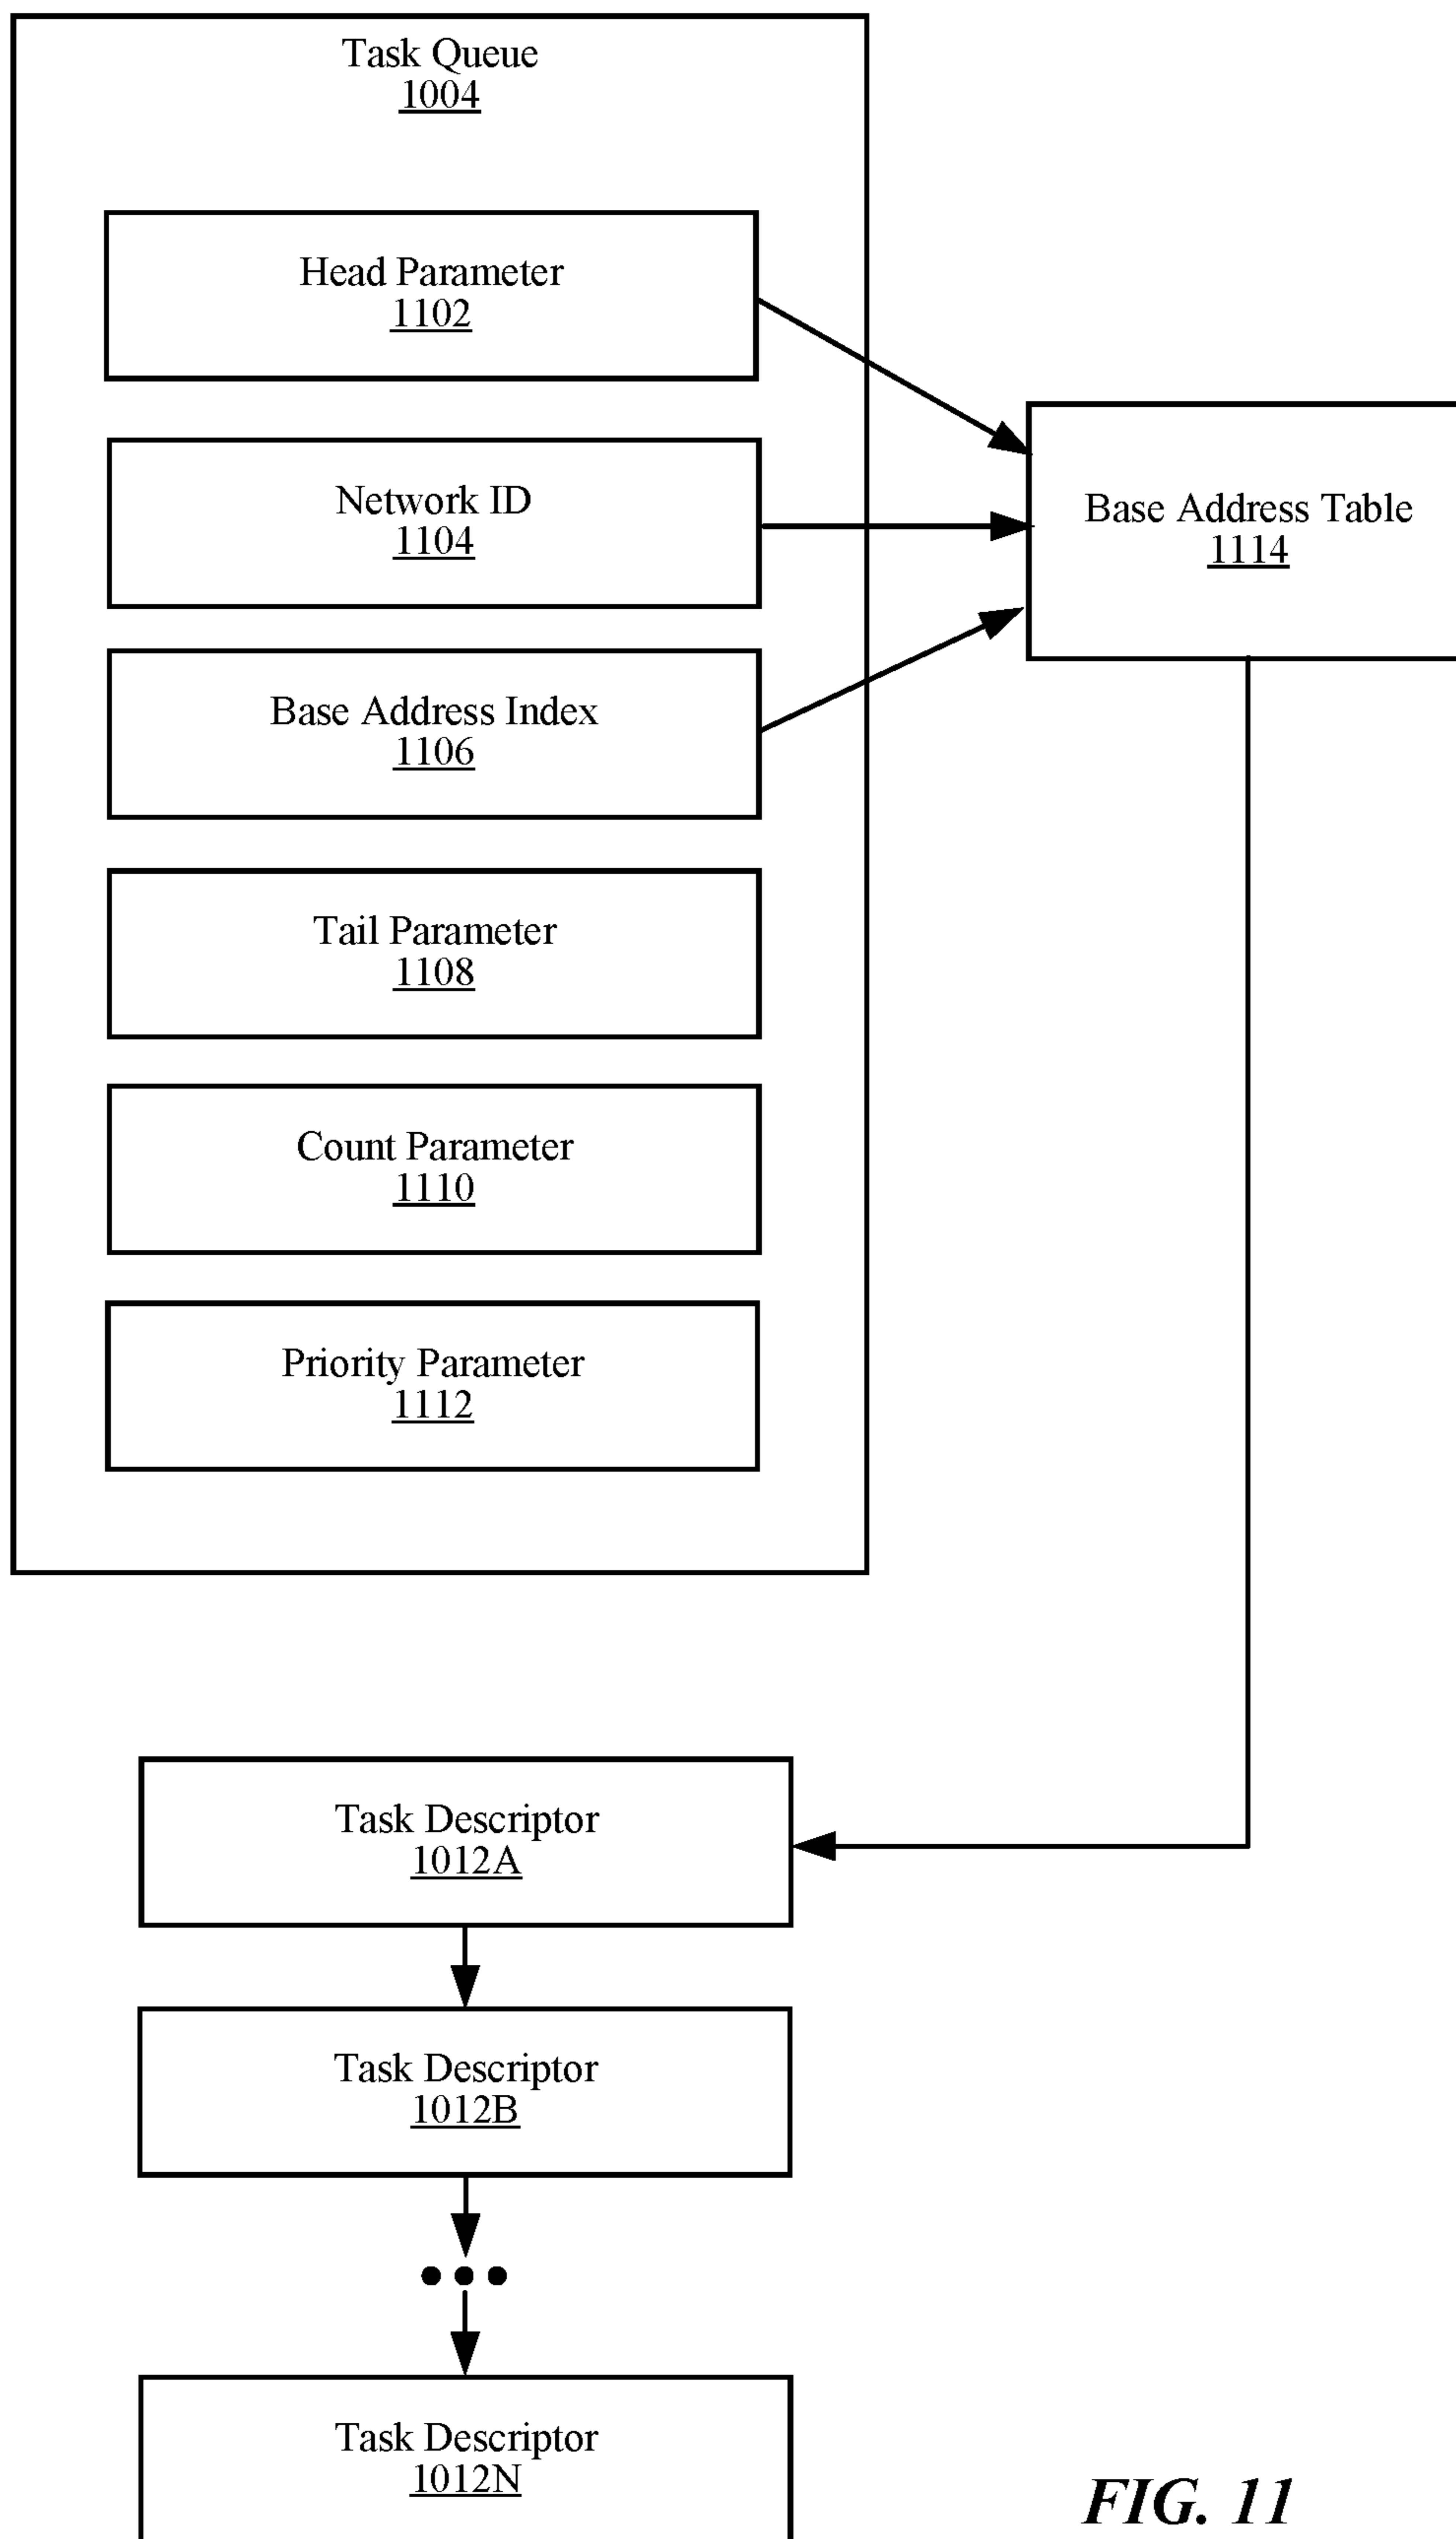 Task Queue
1004
Head Parameter
1102
Network ID
1104
Base Address Index
1106
Tail Parameter
1108
Count Parameter
1110
Priority Parameter
1112
Base Address Table
1114
Task Descriptor
1012A
Task Descriptor
1012B
Task Descriptor
1012N
FIG. 11